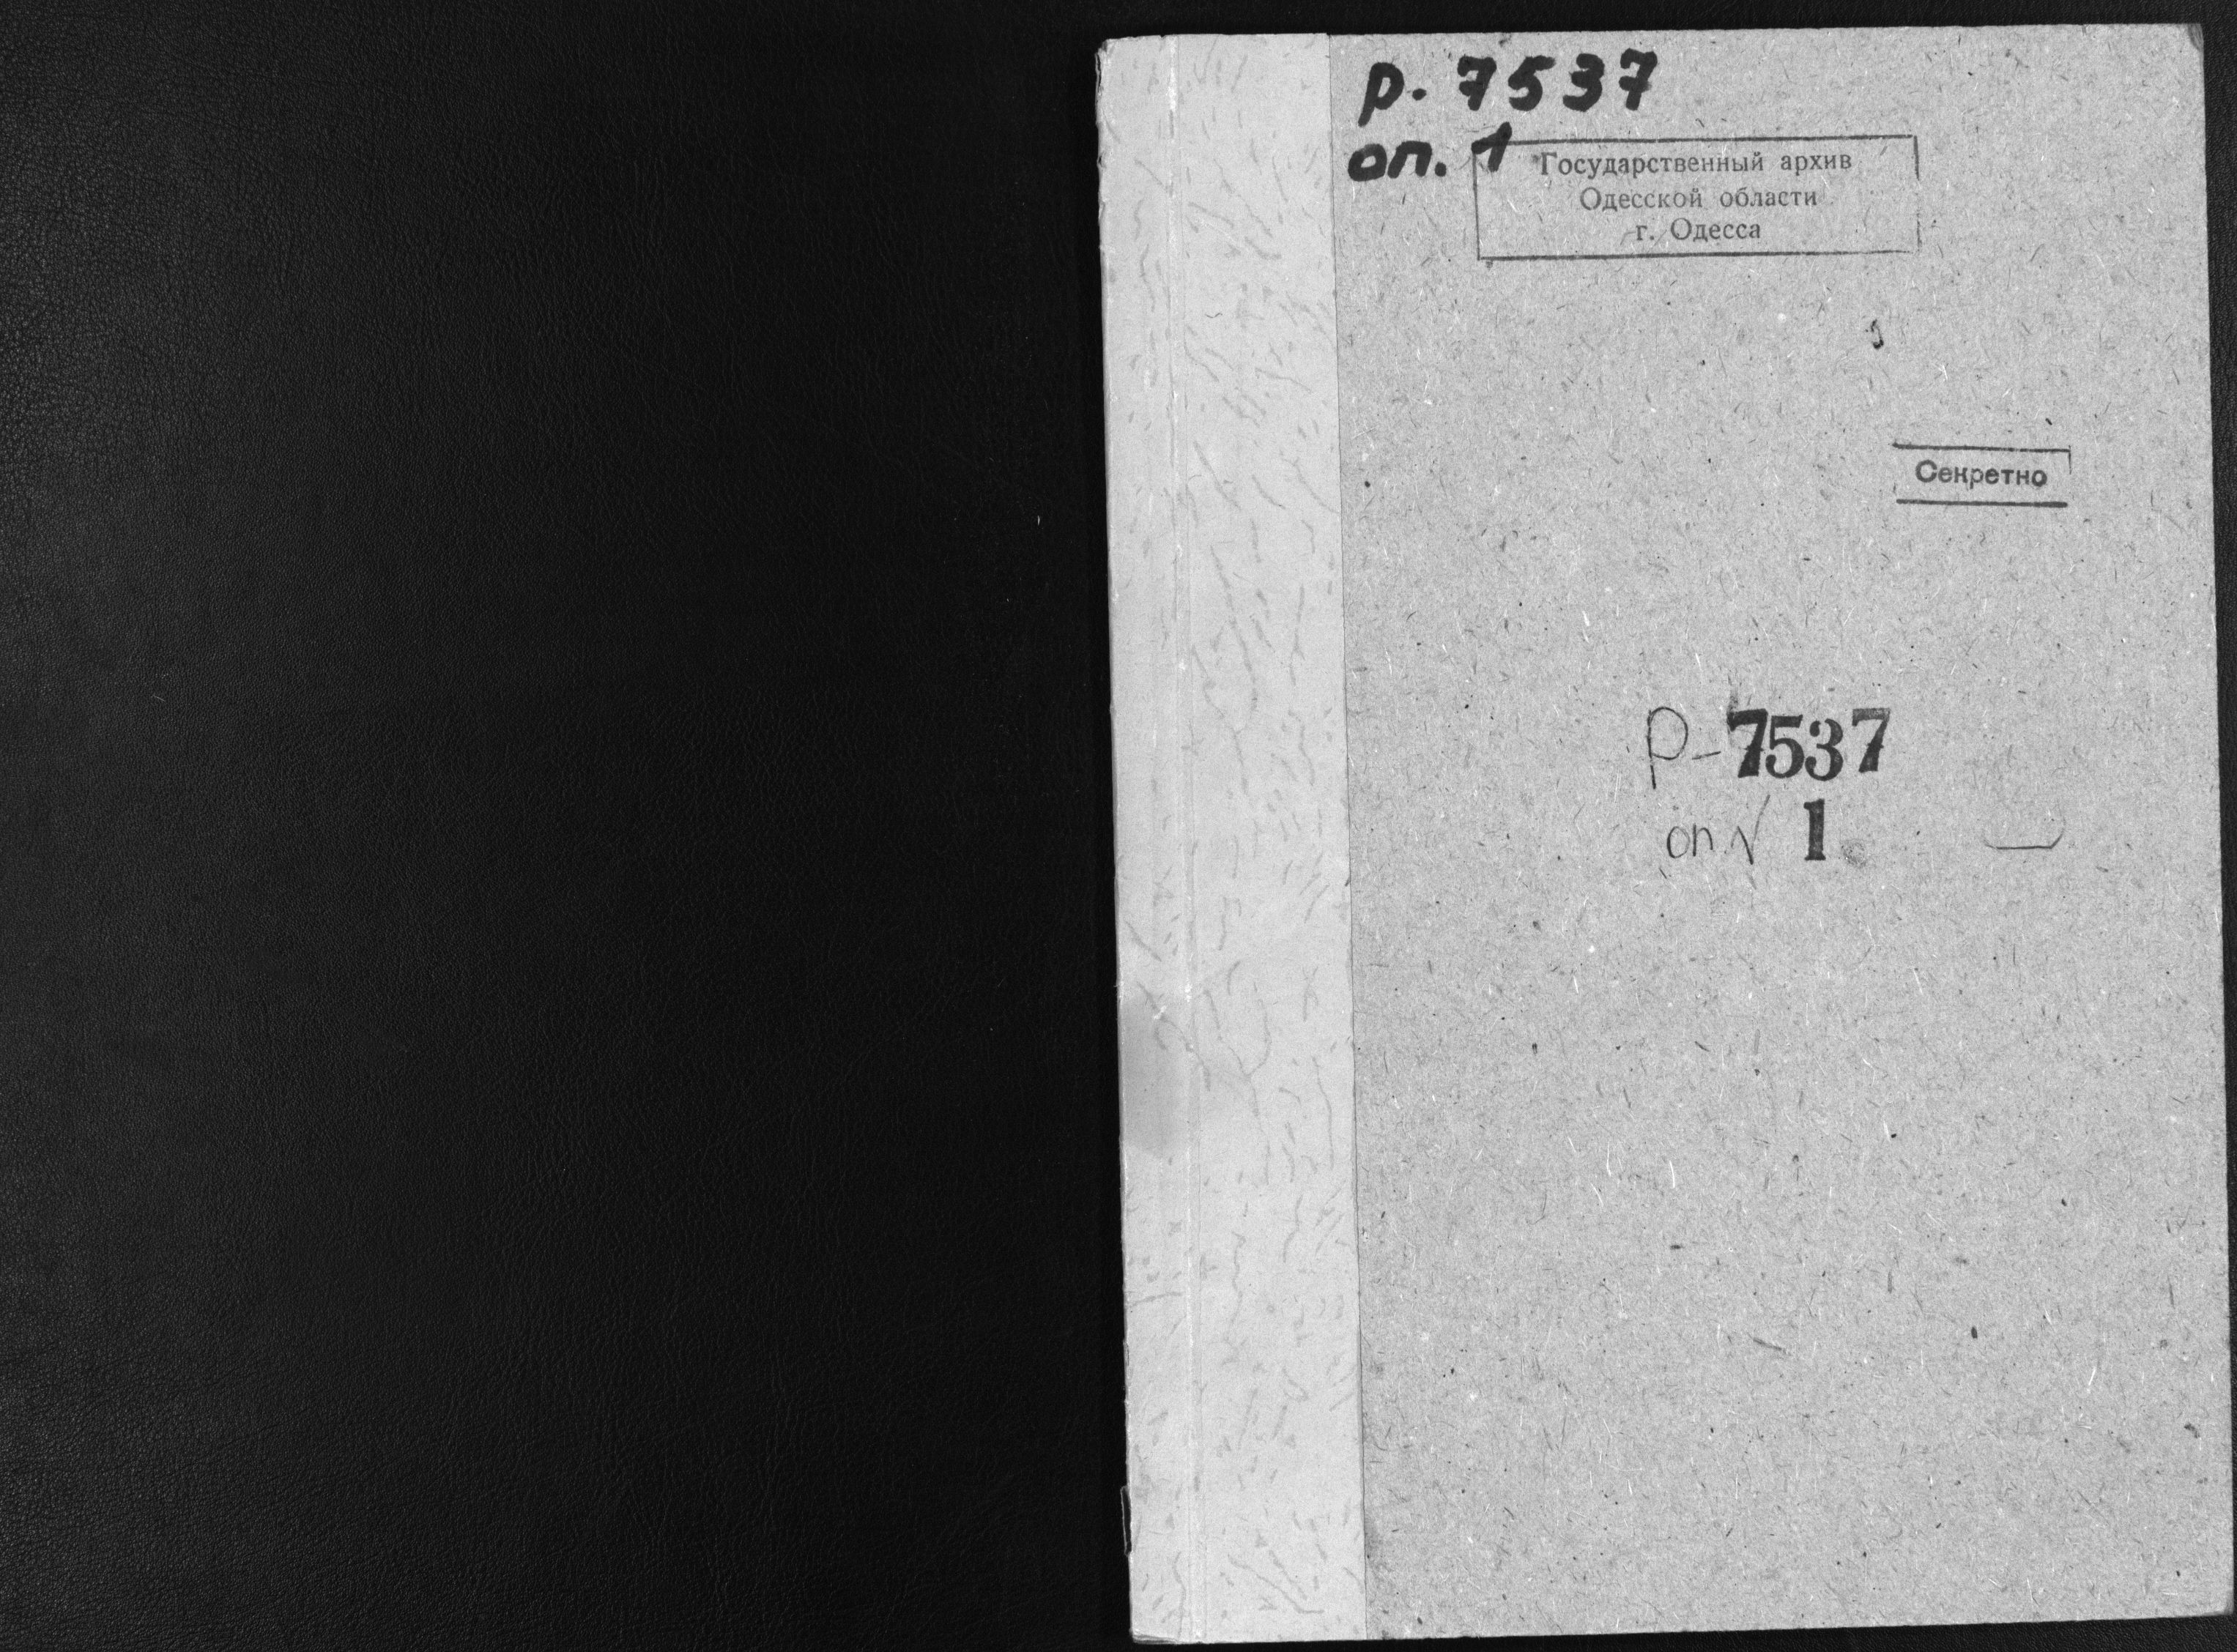 р. 7537
оп. 1
Государственный архив
Одесской области
г. Одесса
Секретно
Р-7537
оп.№ 1